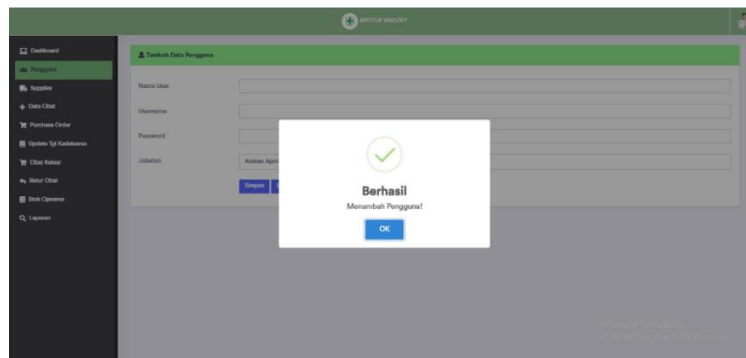 APOTEK
Dashboard
Pengguna
Supplier
Data Obat
Purchase Order
Update Tgl Kadaluarsa
Obat Keluar
Retur Obat
Stok Opname
Laporan
Tambah Data Pengguna
Nama User
Username
Password
Jabatan
Asisten
Simpan
Berhasil
Menambah Pengguna!
OK
Activate Windows